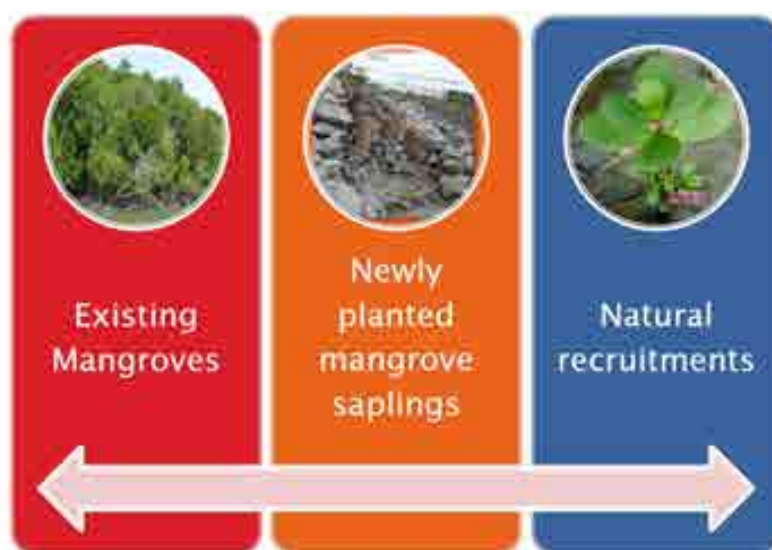 Existing
Mangroves
Newly
planted
mangrove
saplings
Natural
recruitments